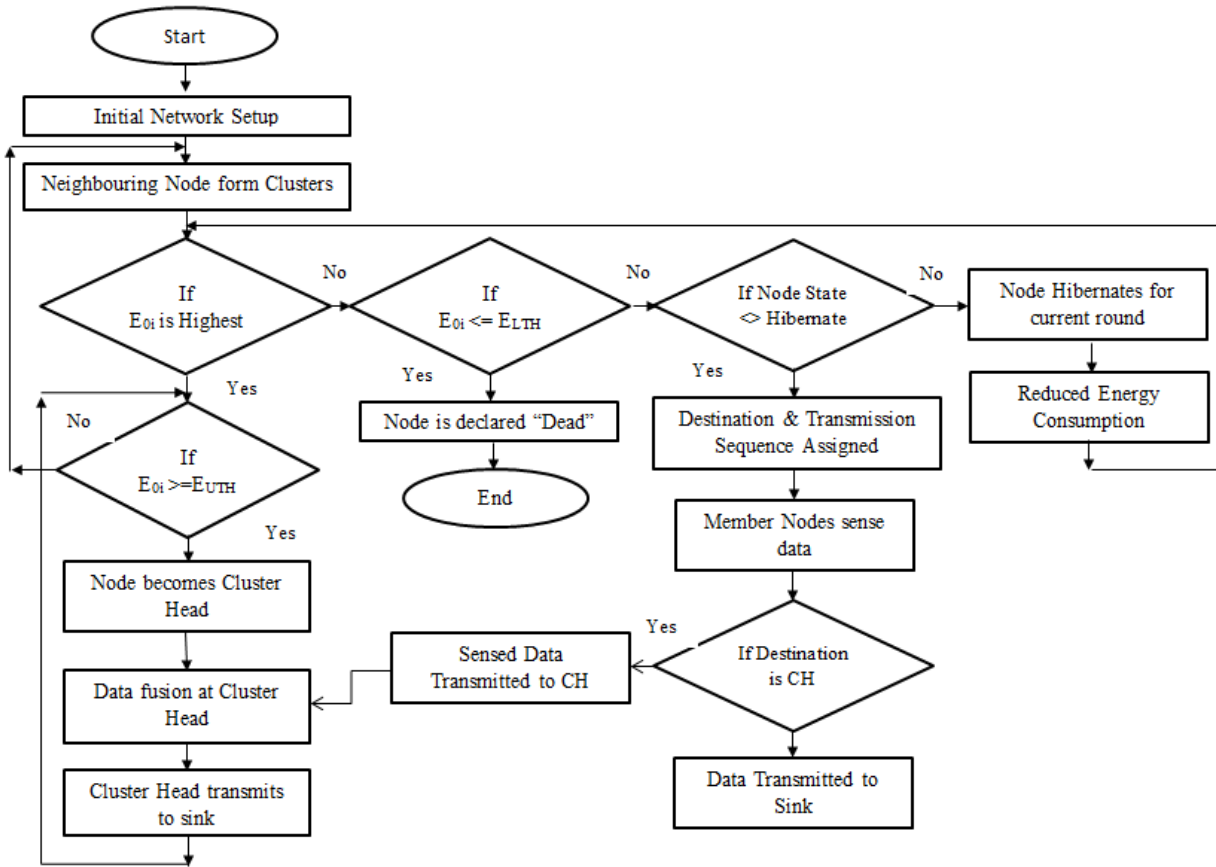 Start
Initial Network Setup
Neighbouring Node form Clusters
If
E0i is Highest
No
Yes
If
E0i <= ELTH
No
Yes
If Node State
<> Hibernate
No
Yes
Node Hibernates for
current round
Reduced Energy
Consumption
Node is declared “Dead”
End
Destination & Transmission
Sequence Assigned
Member Nodes sense
data
No
If
E0i >=EUTH
Yes
Node becomes Cluster
Head
Data fusion at Cluster
Head
Cluster Head transmits
to sink
Sensed Data
Transmitted to CH
Yes
If Destination
is CH
Data Transmitted to
Sink